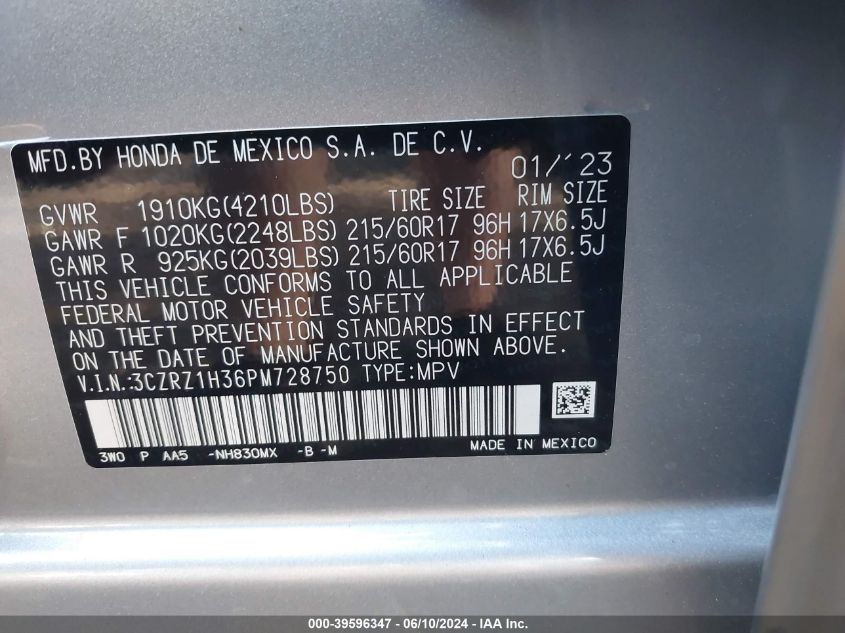 MFD.BY HONDA DE MEXICO S.A. DE C.V.
01/'23
GVWR 1910KG(4210LBS) TIRE SIZE RIM SIZE
GAWR F 1020KG(2248LBS) 215/60R17 96H 17X6.5J
GAWR R 925KG(2039LBS) 215/60R17 96H 17X6.5J
THIS VEHICLE CONFORMS TO ALL APPLICABLE
FEDERAL MOTOR VEHICLE SAFETY
AND THEFT PREVENTION STANDARDS IN EFFECT
ON THE DATE OF MANUFACTURE SHOWN ABOVE.
V.I.N.:3CZRZ1H36PM728750 TYPE:MPV
3W0 P AA5 -NH830MX -B -M MADE IN MEXICO
000-39596347 - 06/10/2024 - IAA Inc.